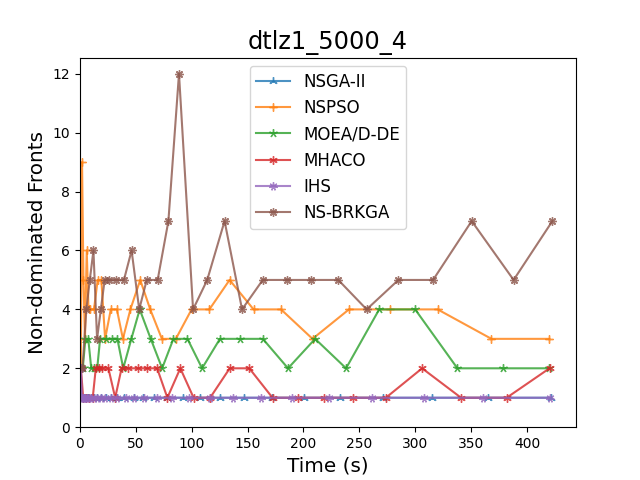 dtlz1_5000_4
Non-dominated Fronts
12
10
8
6
4
2
0
NSGA-II
NSPSO
MOEA/D-DE
MHACO
IHS
NS-BRKGA
0 50 100 150 200 250 300 350 400
Time (s)